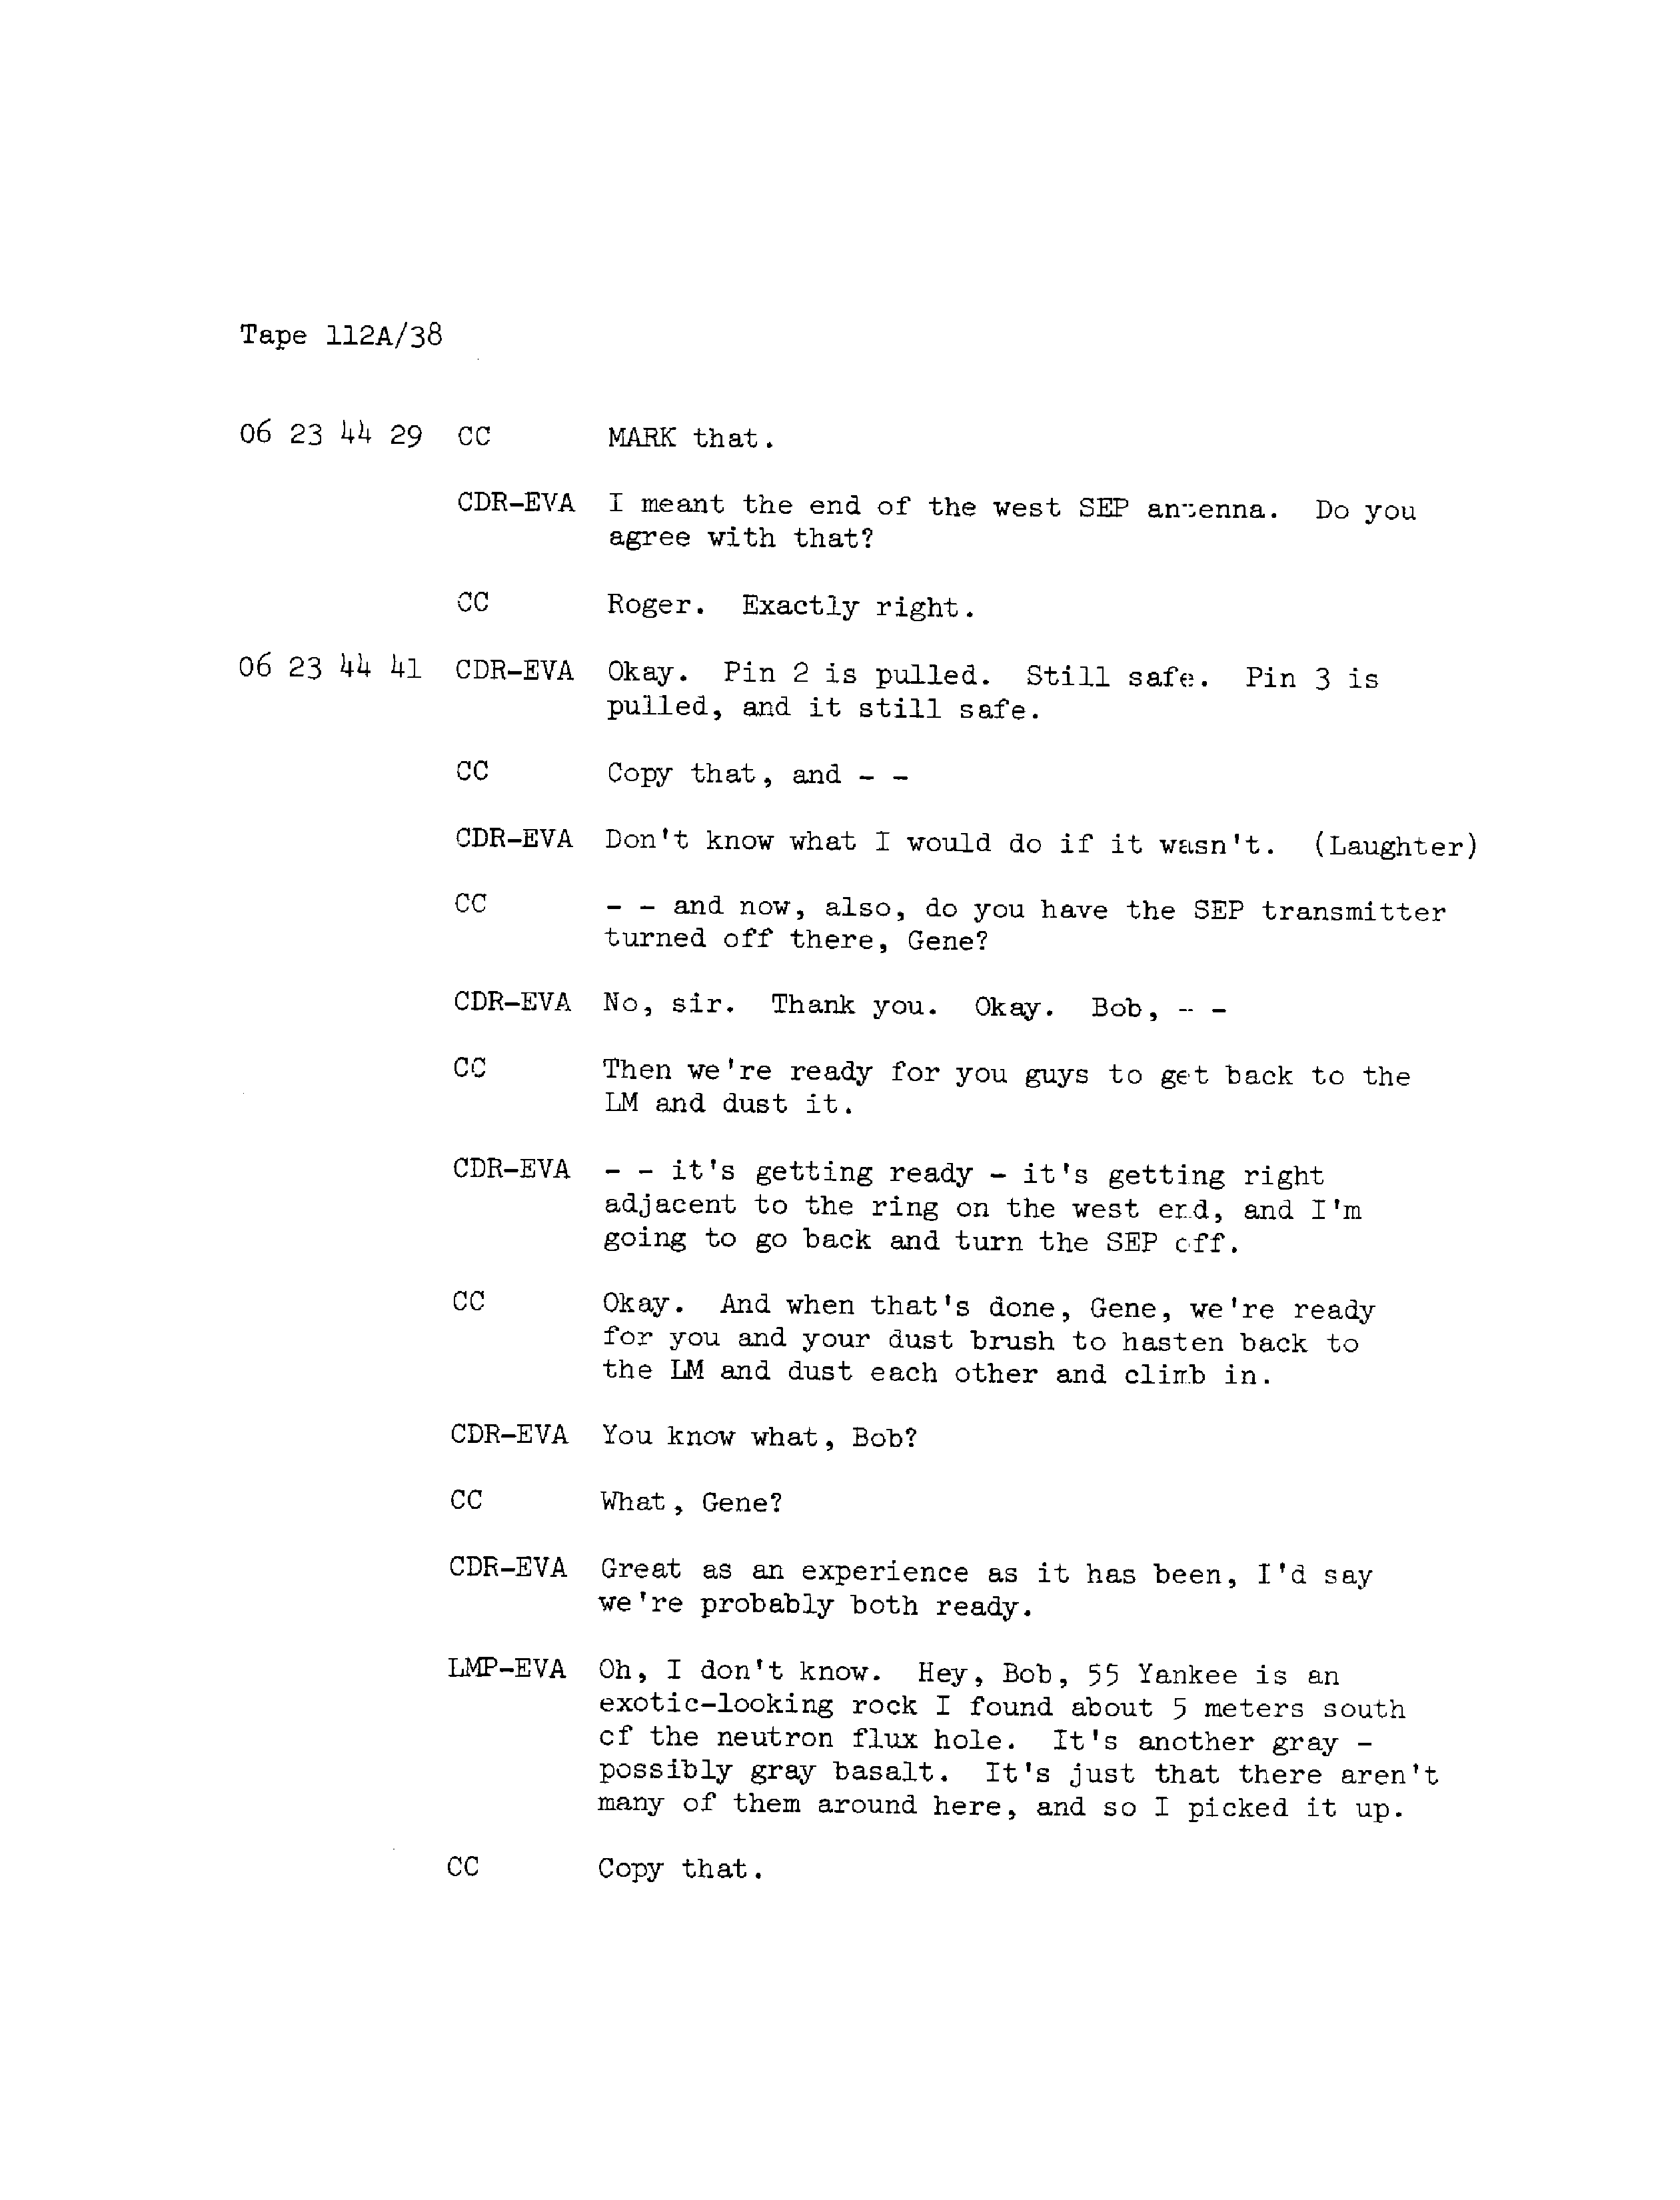 Tape 112A/38
06 23 44 29 CC MARK that.
CDR-EVA I meant the end of the west SEP antenna. Do you
agree with that?
CC Roger. Exactly right.
06 23 44 41 CDR-EVA Okay. Pin 2 is pulled. Still safe. Pin 3 is
pulled, and it still safe.
CC Copy that, and - -
CDR-EVA Don't know what I would do if it wasn't. (Laughter)
CC - - and now, also, do you have the SEP transmitter
turned off there, Gene?
CDR-EVA No, sir. Thank you. Okay. Bob, - -
CC Then we're ready for you guys to get back to the
LM and dust it.
CDR-EVA - - it's getting ready - it's getting right
adjacent to the ring on the west end, and I'm
going to go back and turn the SEP off.
CC Okay. And when that's done, Gene, we're ready
for you and your dust brush to hasten back to
the LM and dust each other and climb in.
CDR-EVA You know what, Bob?
CC What, Gene?
CDR-EVA Great as an experience as it has been, I'd say
we're probably both ready.
LMP-EVA Oh, I don't know. Hey, Bob, 55 Yankee is an
exotic-looking rock I found about 5 meters south
of the neutron flux hole. It's another gray -
possibly gray basalt. It's just that there aren't
many of them around here, and so I picked it up.
CC Copy that.